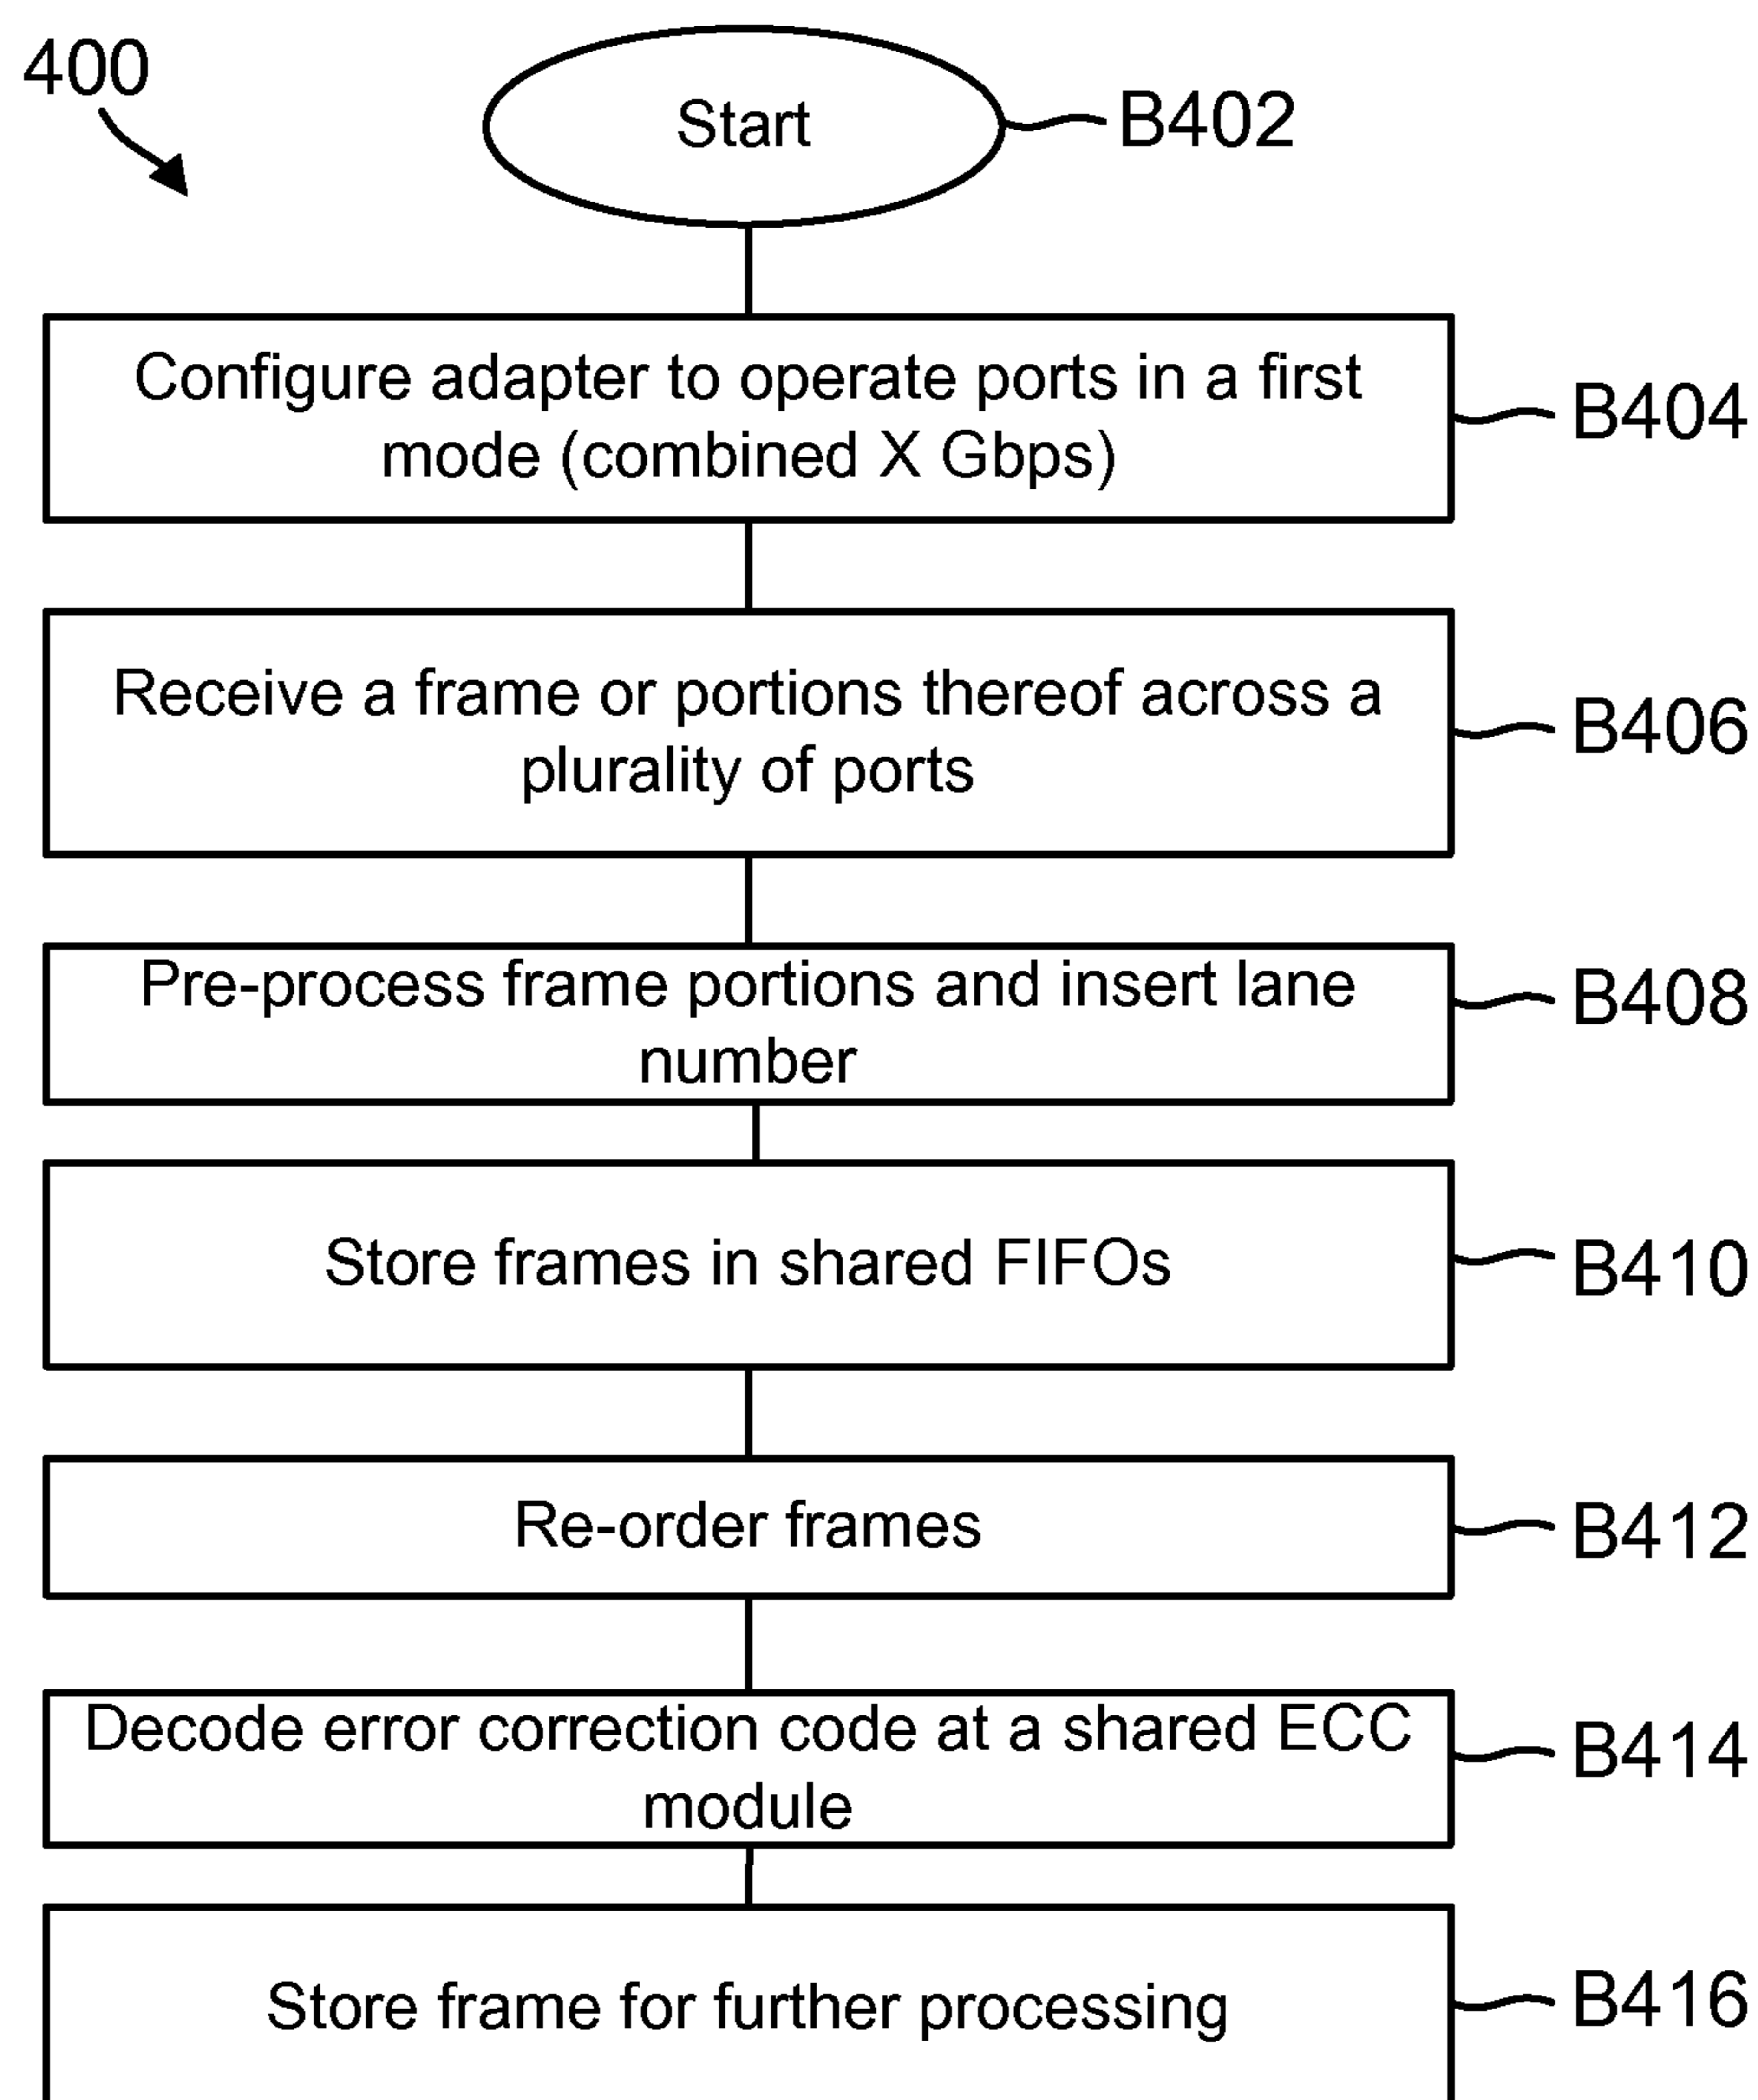 400
Start
B402
Configure adapter to operate ports in a first
mode (combined X Gbps)
B404
Receive a frame or portions thereof across a
plurality of ports
B406
Pre-process frame portions and insert lane
number
B408
Store frames in shared FIFOs
B410
Re-order frames
B412
Decode error correction code at a shared ECC
module
B414
Store frame for further processing
B416